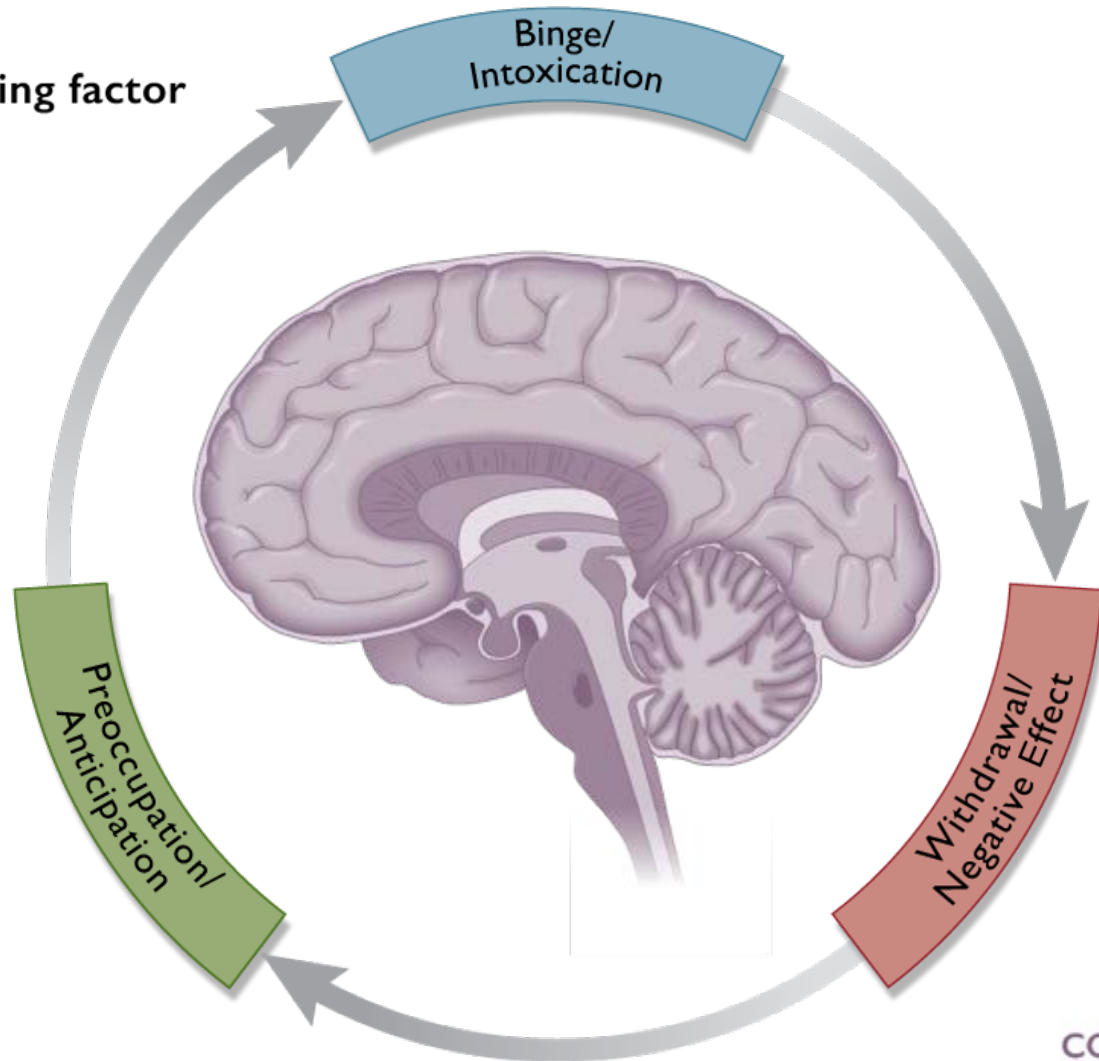 Binge/
Intoxication
ing factor
Withdrawal/
Negative Effect
Preoccupation/
Anticipation